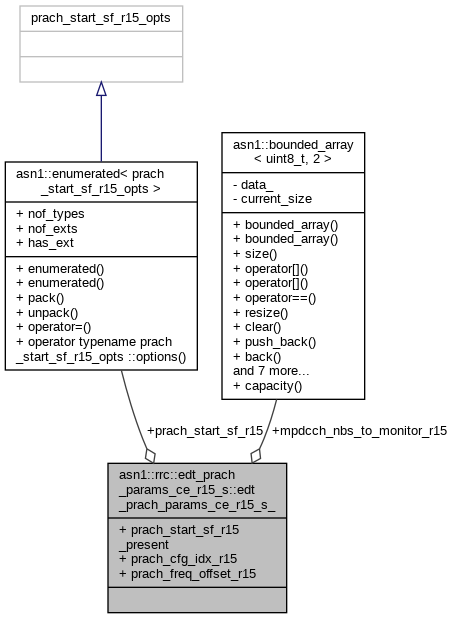 prach_start_sf_r15_opts
asn1::enumerated< prach
_start_sf_r15_opts >
+ nof_types
+ nof_exts
+ has_ext
+ enumerated()
+ enumerated()
+ pack()
+ unpack()
+ operator=()
+ operator typename prach
_start_sf_r15_opts ::options()
asn1::bounded_array
< uint8_t, 2 >
- data_
- current_size
+ bounded_array()
+ bounded_array()
+ size()
+ operator[]()
+ operator[]()
+ operator==()
+ resize()
+ clear()
+ push_back()
+ back()
and 7 more...
+ capacity()
+prach_start_sf_r15
+mpdcch_nbs_to_monitor_r15
asn1::rrc::edt_prach
_params_ce_r15_s::edt
_prach_params_ce_r15_s_
+ prach_start_sf_r15
_present
+ prach_cfg_idx_r15
+ prach_freq_offset_r15